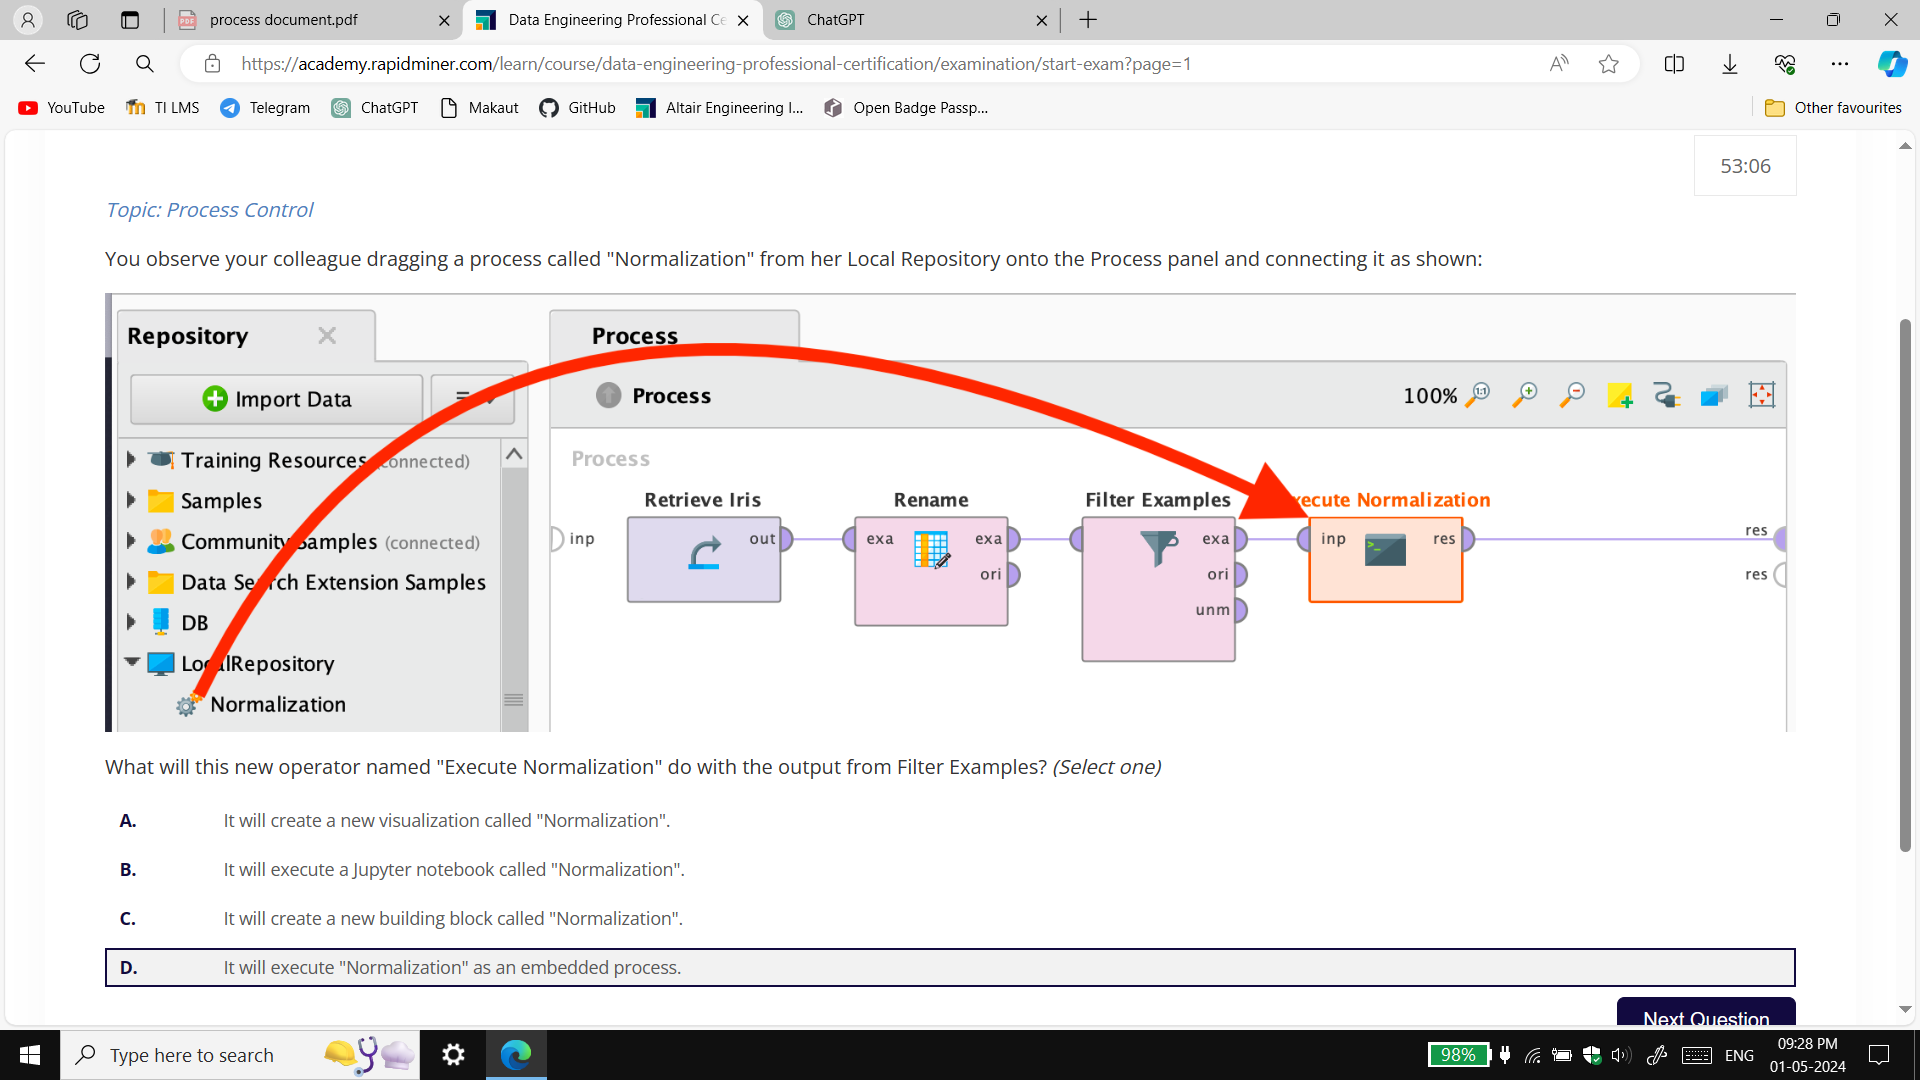 process document.pdf
Data Engineering Professional Ce
ChatGPT
https://academy.rapidminer.com/learn/course/data-engineering-professional-certification/examination/start-exam?page=1
YouTube
TI LMS
Telegram
ChatGPT
Makaut
GitHub
Altair Engineering I...
Open Badge Passp...
Other favourites
53:06
Topic: Process Control
You observe your colleague dragging a process called "Normalization" from her Local Repository onto the Process panel and connecting it as shown:
Repository
Process
Import Data
Process
100%
Training Resources
Samples
Community Samples (connected)
Data Search Extension Samples
DB
LocalRepository
Normalization
Process
Retrieve Iris
Rename
Filter Examples
ecute Normalization
inp
out
exa
exa
ori
exa
ori
unm
inp
res
res
res
What will this new operator named "Execute Normalization" do with the output from Filter Examples? (Select one)
A. It will create a new visualization called "Normalization".
B. It will execute a Jupyter notebook called "Normalization".
C. It will create a new building block called "Normalization".
D. It will execute "Normalization" as an embedded process.
Next Question
Type here to search
98%
ENG
09:28 PM
01-05-2024